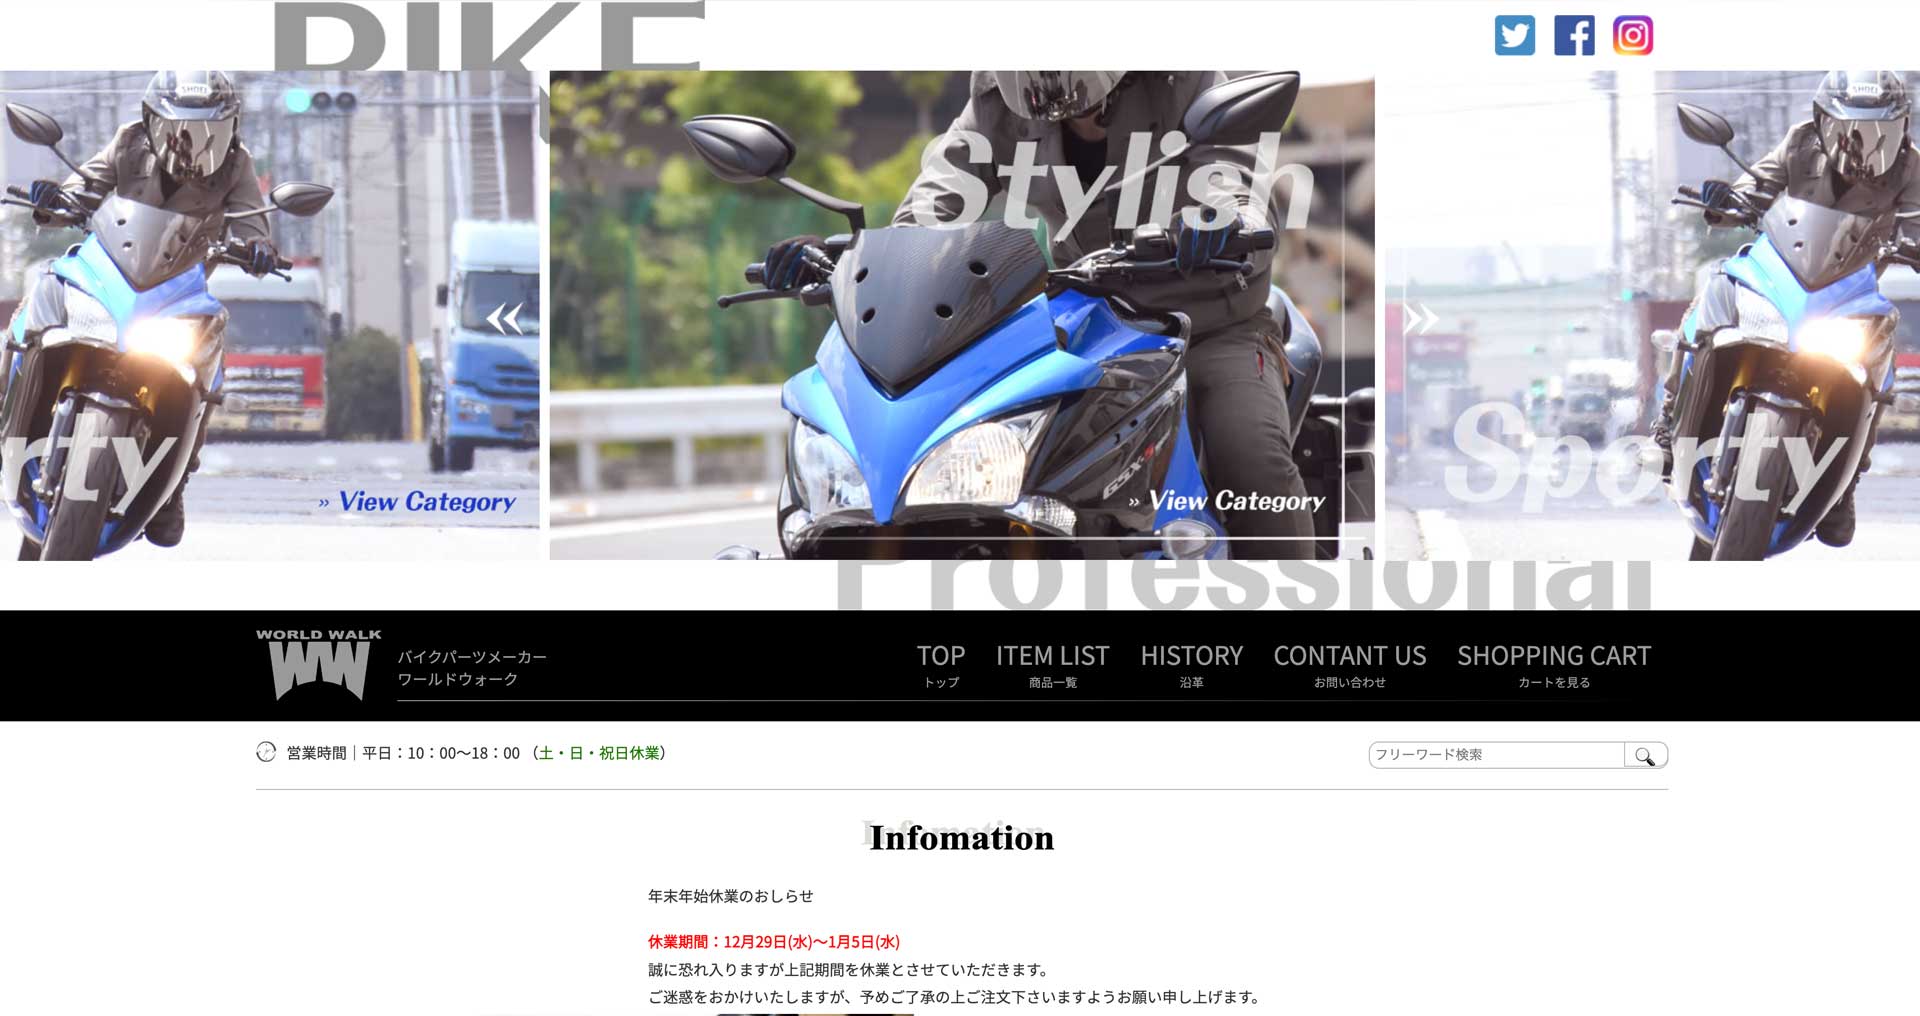 BIKE
SHOEI
SHOEI
Stylish
rty
Sporty
» View Category
» View Category
GSX-S
Professional
WORLD WALK
WW
バイクパーツメーカー
ワールドウォーク
TOP
トップ
ITEM LIST
商品一覧
HISTORY
沿革
CONTANT US
お問い合わせ
SHOPPING CART
カートを見る
営業時間｜平日：10：00〜18：00 （土・日・祝日休業）
フリーワード検索
Infomation
年末年始休業のおしらせ
休業期間：12月29日(水)〜1月5日(水)
誠に恐れ入りますが上記期間を休業とさせていただきます。
ご迷惑をおかけいたしますが、予めご了承の上ご注文下さいますようお願い申し上げます。